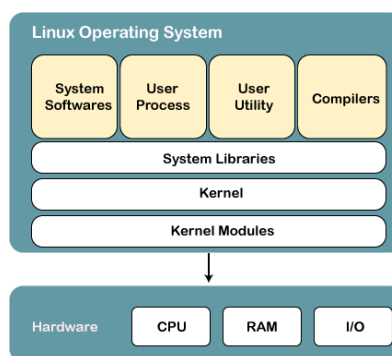 Linux Operating System
System
Softwares
User
Process
User
Utility
Compilers
System Libraries
Kernel
Kernel Modules
Hardware
CPU
RAM
I/O